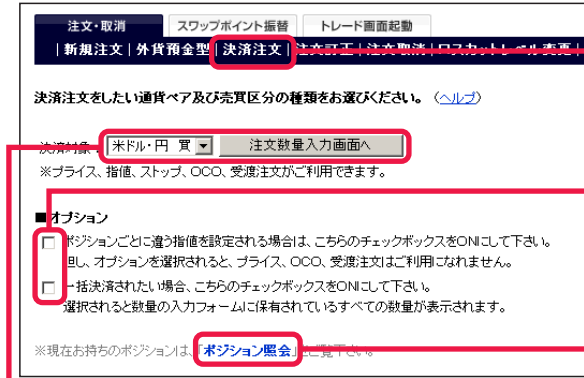 注文・取消 スワップポイント振替 トレード画面起動
|新規注文|外貨預金型|決済注文|注文訂正|注文取消|ロスカットレベル変更|
決済注文をしたい通貨ペア及び売買区分の種類をお選びください。(ヘルプ)
決済対象 米ドル・円 買 注文数量入力画面へ
※プライス、指値、ストップ、OCO、受渡注文がご利用できます。
■オプション
ポジションごとに違う指値を設定される場合は、こちらのチェックボックスをONにして下さい。
但し、オプションを選択されると、プライス、OCO、受渡注文はご利用になれません。
一括決済されたい場合、こちらのチェックボックスをONにして下さい。
選択されると数量の入力フォームに保有されているすべての数量が表示されます。
※現在お持ちのポジションは、「ポジション照会」をご覧下さい。